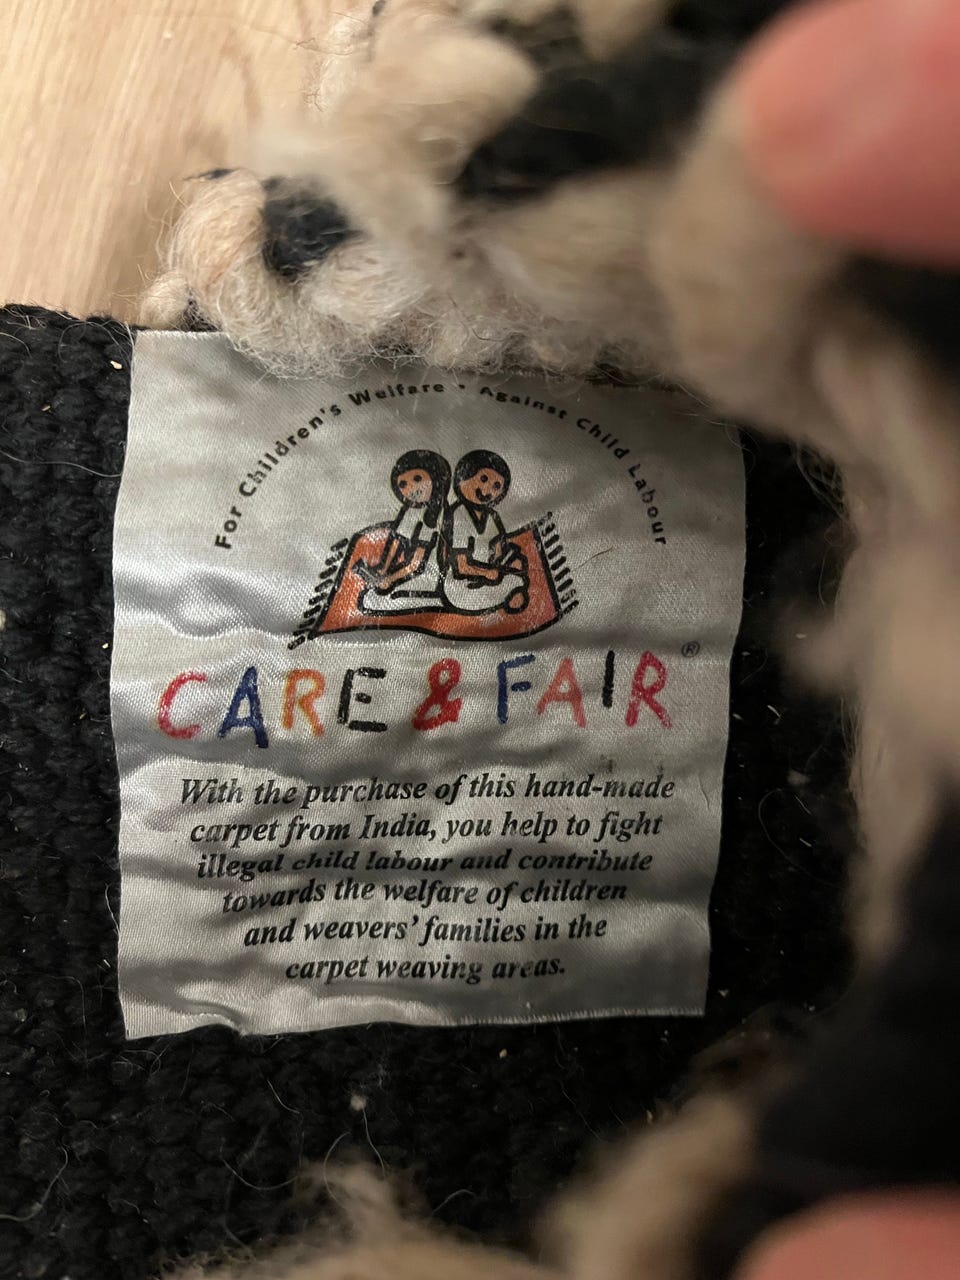 For Children's Welfare • Against Child Labour
CARE & FAIR®
With the purchase of this hand-made
carpet from India, you help to fight
illegal child labour and contribute
towards the welfare of children
and weavers' families in the
carpet weaving areas.